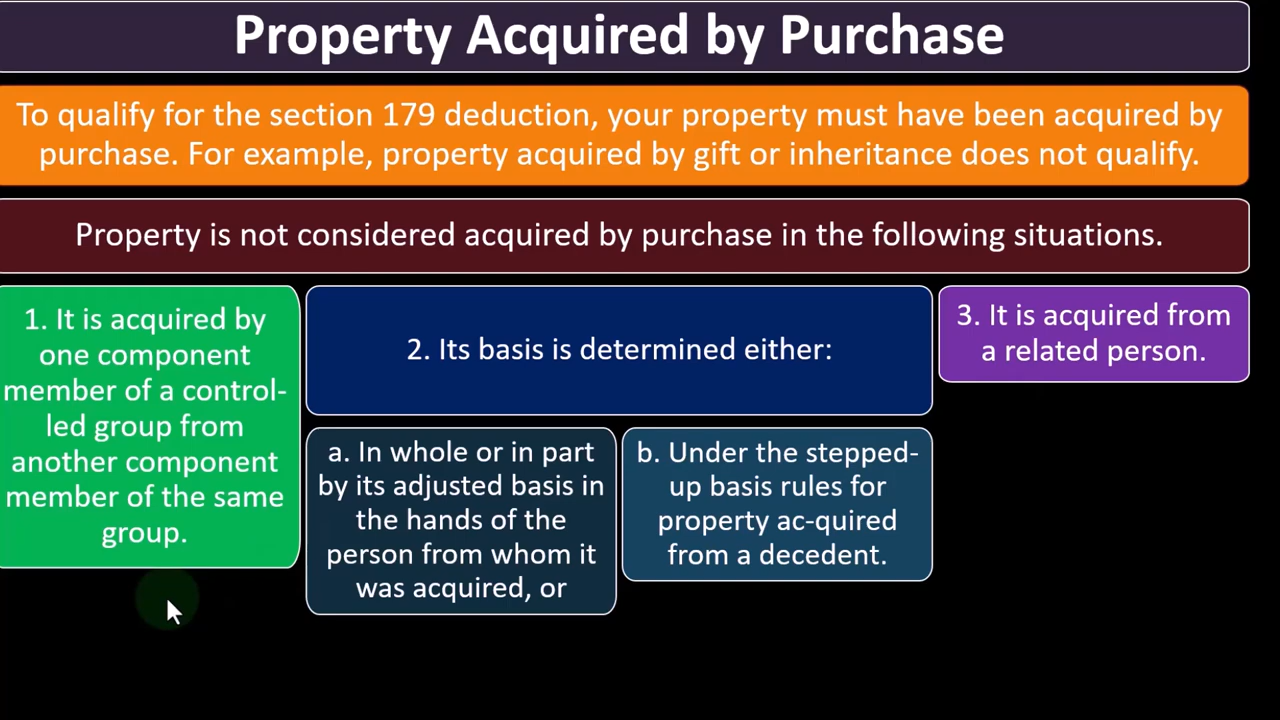 Property Acquired by Purchase
To qualify for the section 179 deduction, your property must have been acquired by
purchase. For example, property acquired by gift or inheritance does not qualify.
Property is not considered acquired by purchase in the following situations.
1. It is acquired by
one component
member of a control-
led group from
another component
member of the same
group.
2. Its basis is determined either:
a. In whole or in part
by its adjusted basis in
the hands of the
person from whom it
was acquired, or
b. Under the stepped-
up basis rules for
property ac-quired
from a decedent.
3. It is acquired from
a related person.